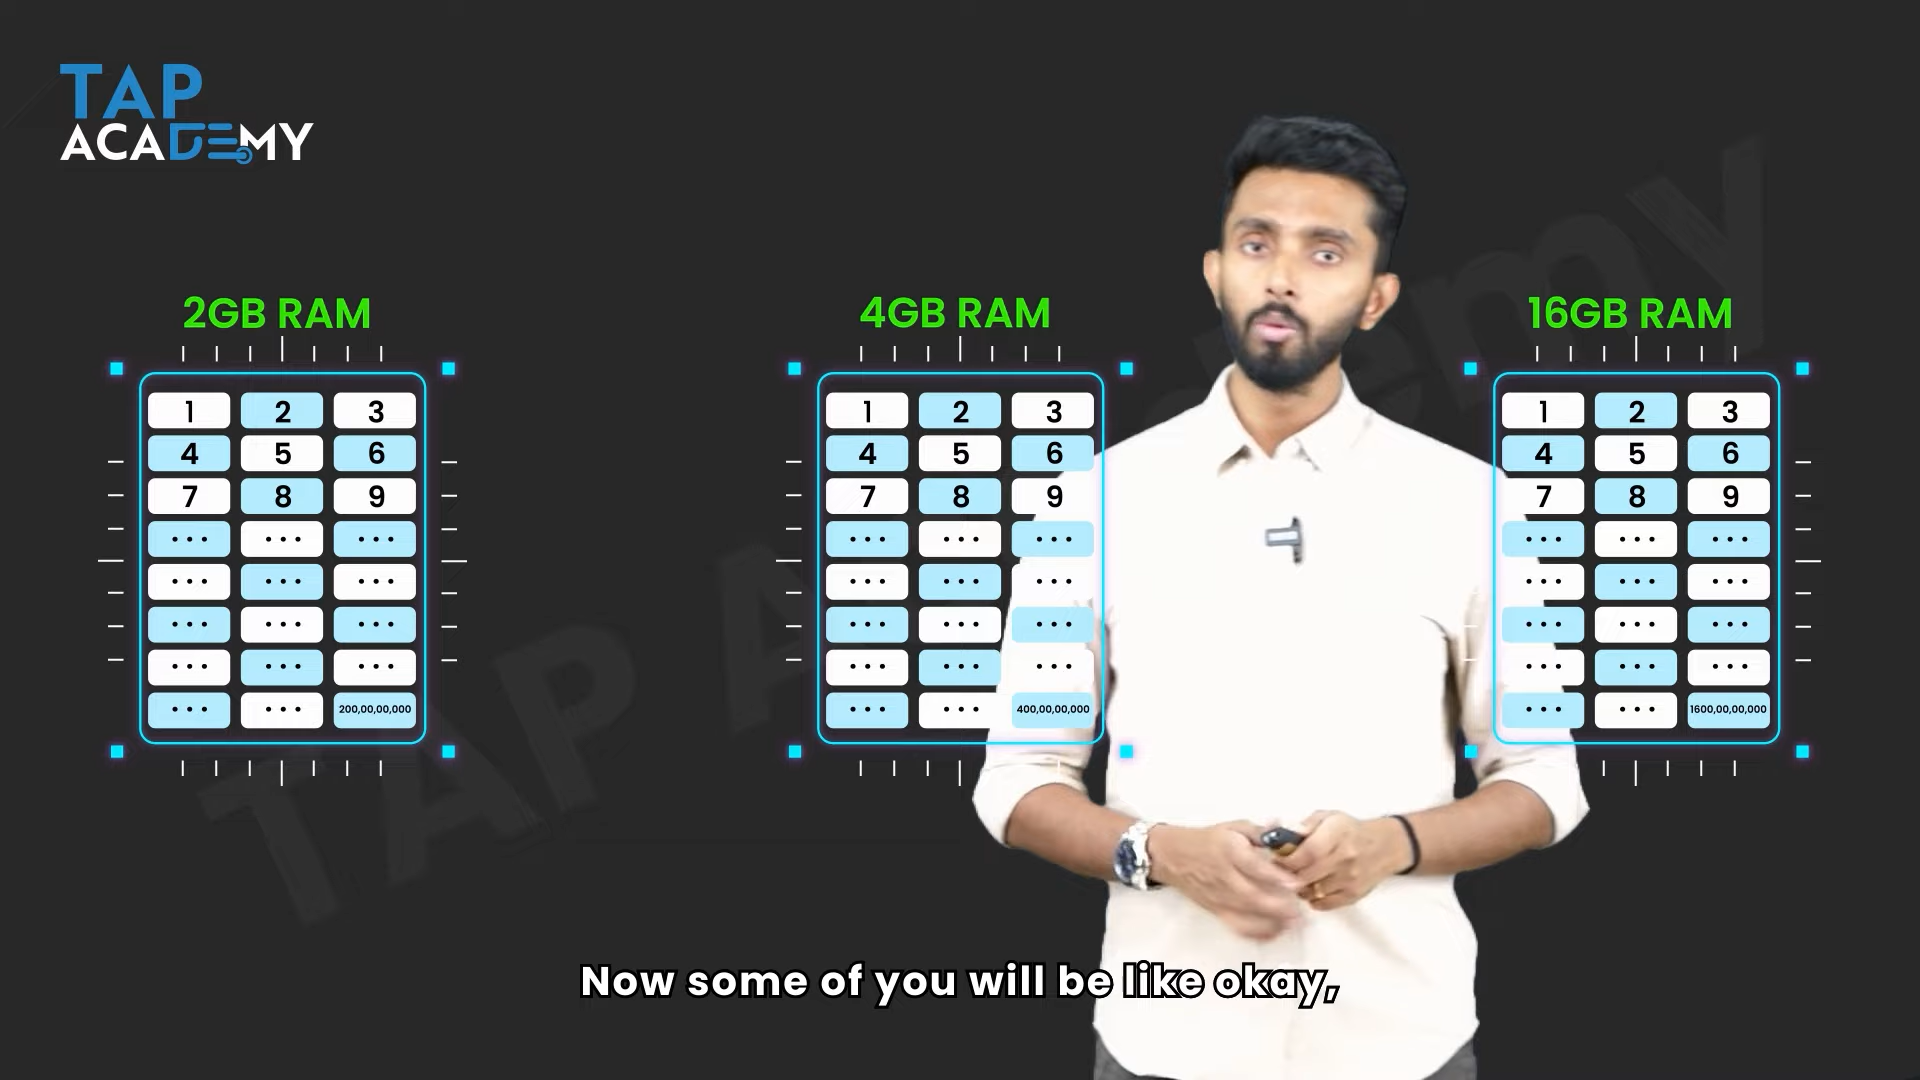 TAP
ACADEMY
2GB RAM
1 2 3
4 5 6
7 8 9
... ... ...
... ... ...
... ... ...
... ... ...
... ... 200,00,00,000
4GB RAM
1 2 3
4 5 6
7 8 9
... ... ...
... ... ...
... ... ...
... ... ...
... ... 400,00,00,000
16GB RAM
1 2 3
4 5 6
7 8 9
... ... ...
... ... ...
... ... ...
... ... ...
... ... 1600,00,00,000
TAP Academy
Now some of you will be like okay,